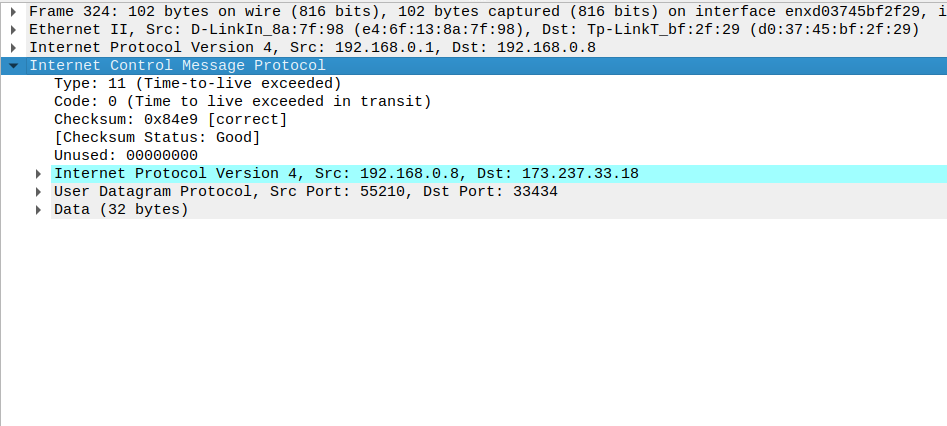 Frame 324: 102 bytes on wire (816 bits), 102 bytes captured (816 bits) on interface enxd03745bf2f29, i
Ethernet II, Src: D-LinkIn_8a:7f:98 (e4:6f:13:8a:7f:98), Dst: Tp-LinkT_bf:2f:29 (d0:37:45:bf:2f:29)
Internet Protocol Version 4, Src: 192.168.0.1, Dst: 192.168.0.8
Internet Control Message Protocol
Type: 11 (Time-to-live exceeded)
Code: 0 (Time to live exceeded in transit)
Checksum: 0x84e9 [correct]
[Checksum Status: Good]
Unused: 00000000
Internet Protocol Version 4, Src: 192.168.0.8, Dst: 173.237.33.18
User Datagram Protocol, Src Port: 55210, Dst Port: 33434
Data (32 bytes)